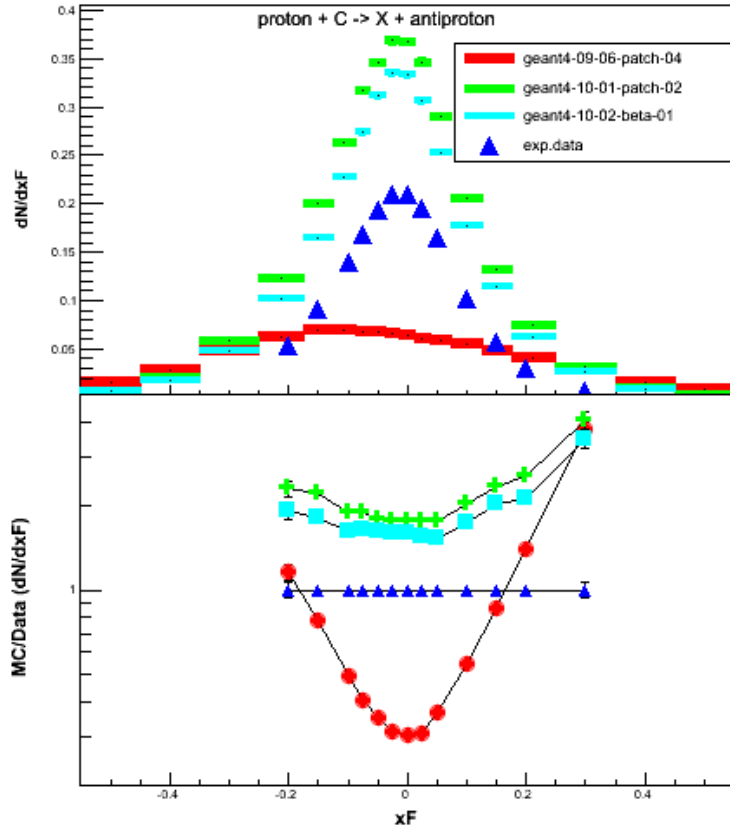 proton + C -> X + antiproton
0.4
0.35
0.3
0.25
0.2
0.15
0.1
0.05
dN/dxF
geant4-09-06-patch-04
geant4-10-01-patch-02
geant4-10-02-beta-01
exp.data
1
MC/Data (dN/dxF)
-0.4
-0.2
0
0.2
0.4
xF